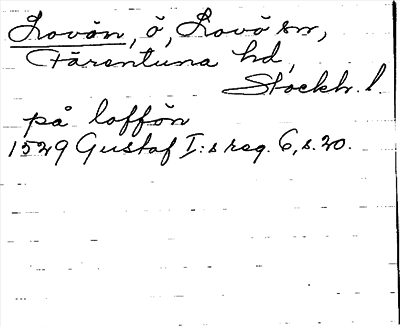 Lovön, ö, Lovö sn,
Färentuna hd,
Stockh. l.
på loffön
1529 Gustaf I:s reg. 6, s. 20.